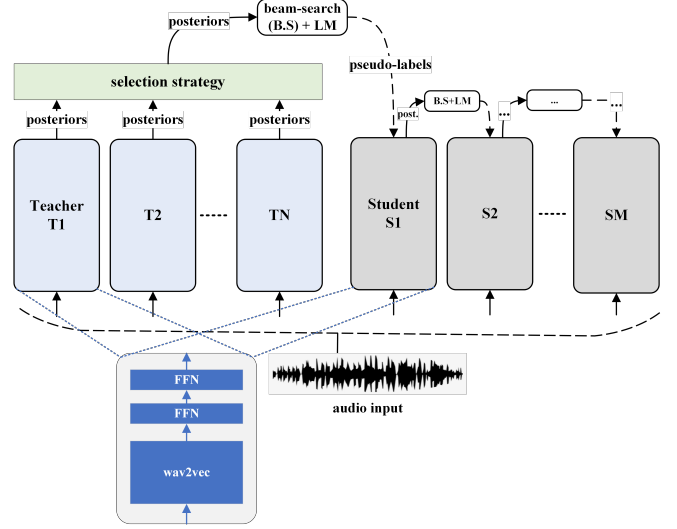 beam-search
(B.S) + LM
posteriors
selection strategy
pseudo-labels
posteriors
posteriors
posteriors
post.
B.S+LM
...
...
...
Teacher
T1
T2
TN
Student
S1
S2
SM
FFN
FFN
wav2vec
audio input